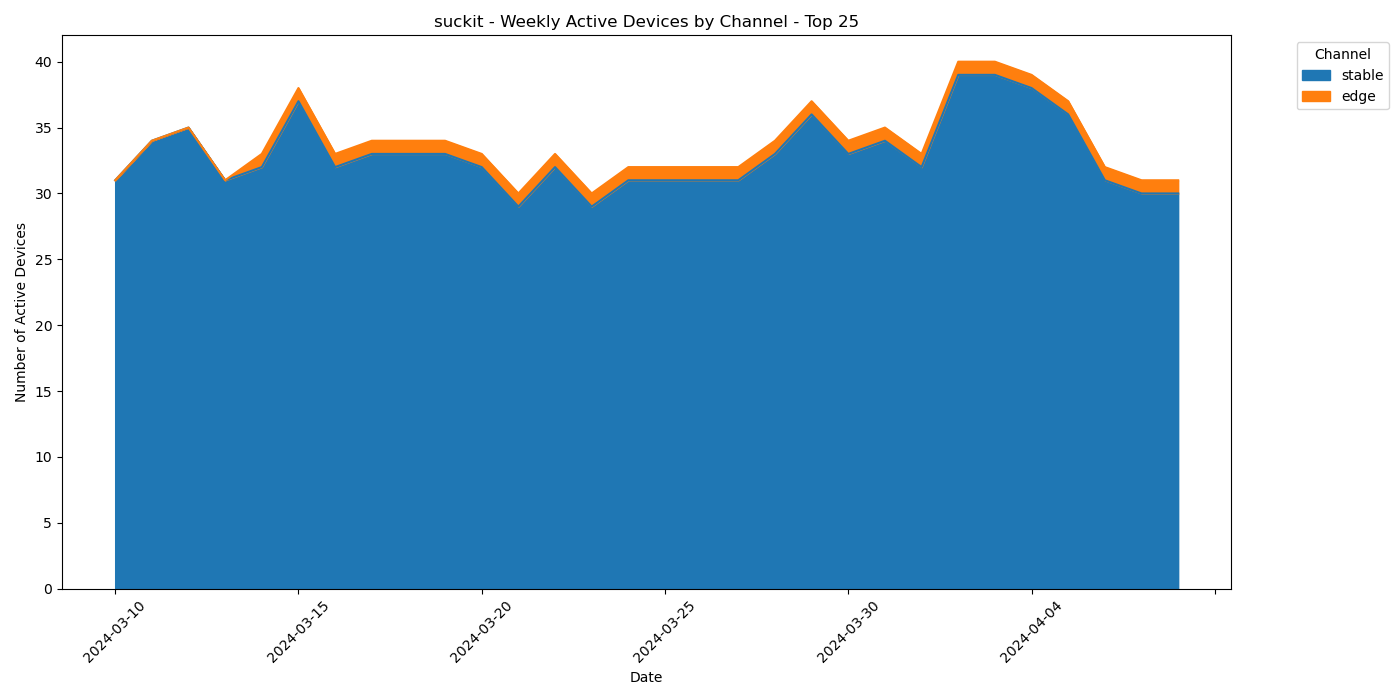 suckit - Weekly Active Devices by Channel - Top 25
Channel
stable
edge
Number of Active Devices
40
35
30
25
20
15
10
5
0
2024-03-10
2024-03-15
2024-03-20
2024-03-25
2024-03-30
2024-04-04
Date